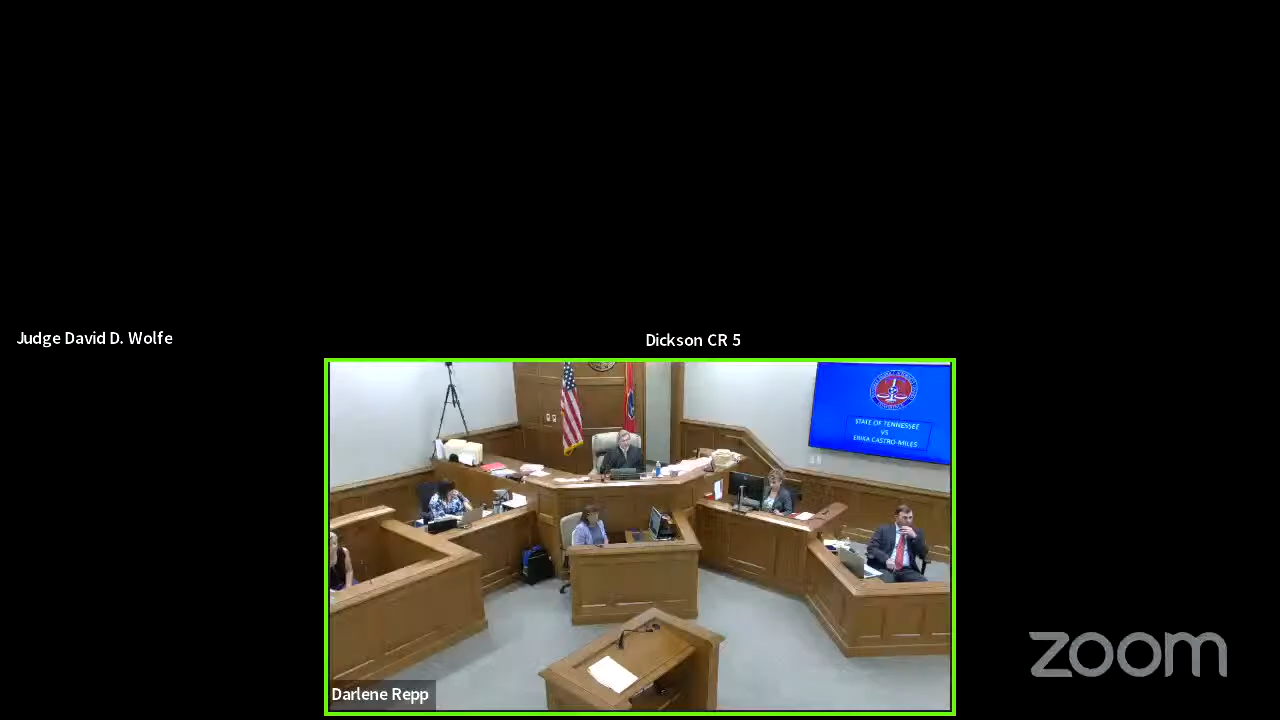 Judge David D. Wolfe
Dickson CR 5
STATE OF TENNESSEE
VS
ERIKA CASTRO-MILES
Darlene Repp
zoom